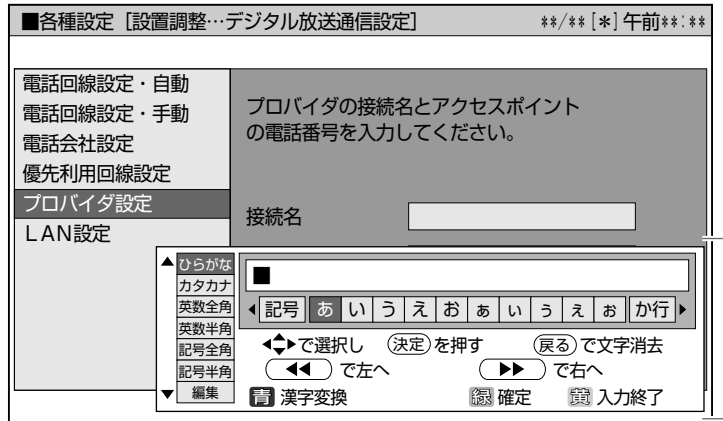 ■各種設定［設置調整…デジタル放送通信設定］ **/**[*]午前**:**
電話回線設定・自動
電話回線設定・手動
電話会社設定
優先利用回線設定
プロバイダ設定
ＬAN設定
プロバイダの接続名とアクセスポイント
の電話番号を入力してください。
接続名
▲ ひらがな
カタカナ
英数全角
英数半角
記号全角
記号半角
▼ 編集
■
◀ 記号 あ い う え お ぁ ぃ ぅ ぇ ぉ か行 ▶
で選択し 決定を押す 戻るで文字消去
◀◀ で左へ ▶▶ で右へ
青 漢字変換 緑 確定 黄 入力終了